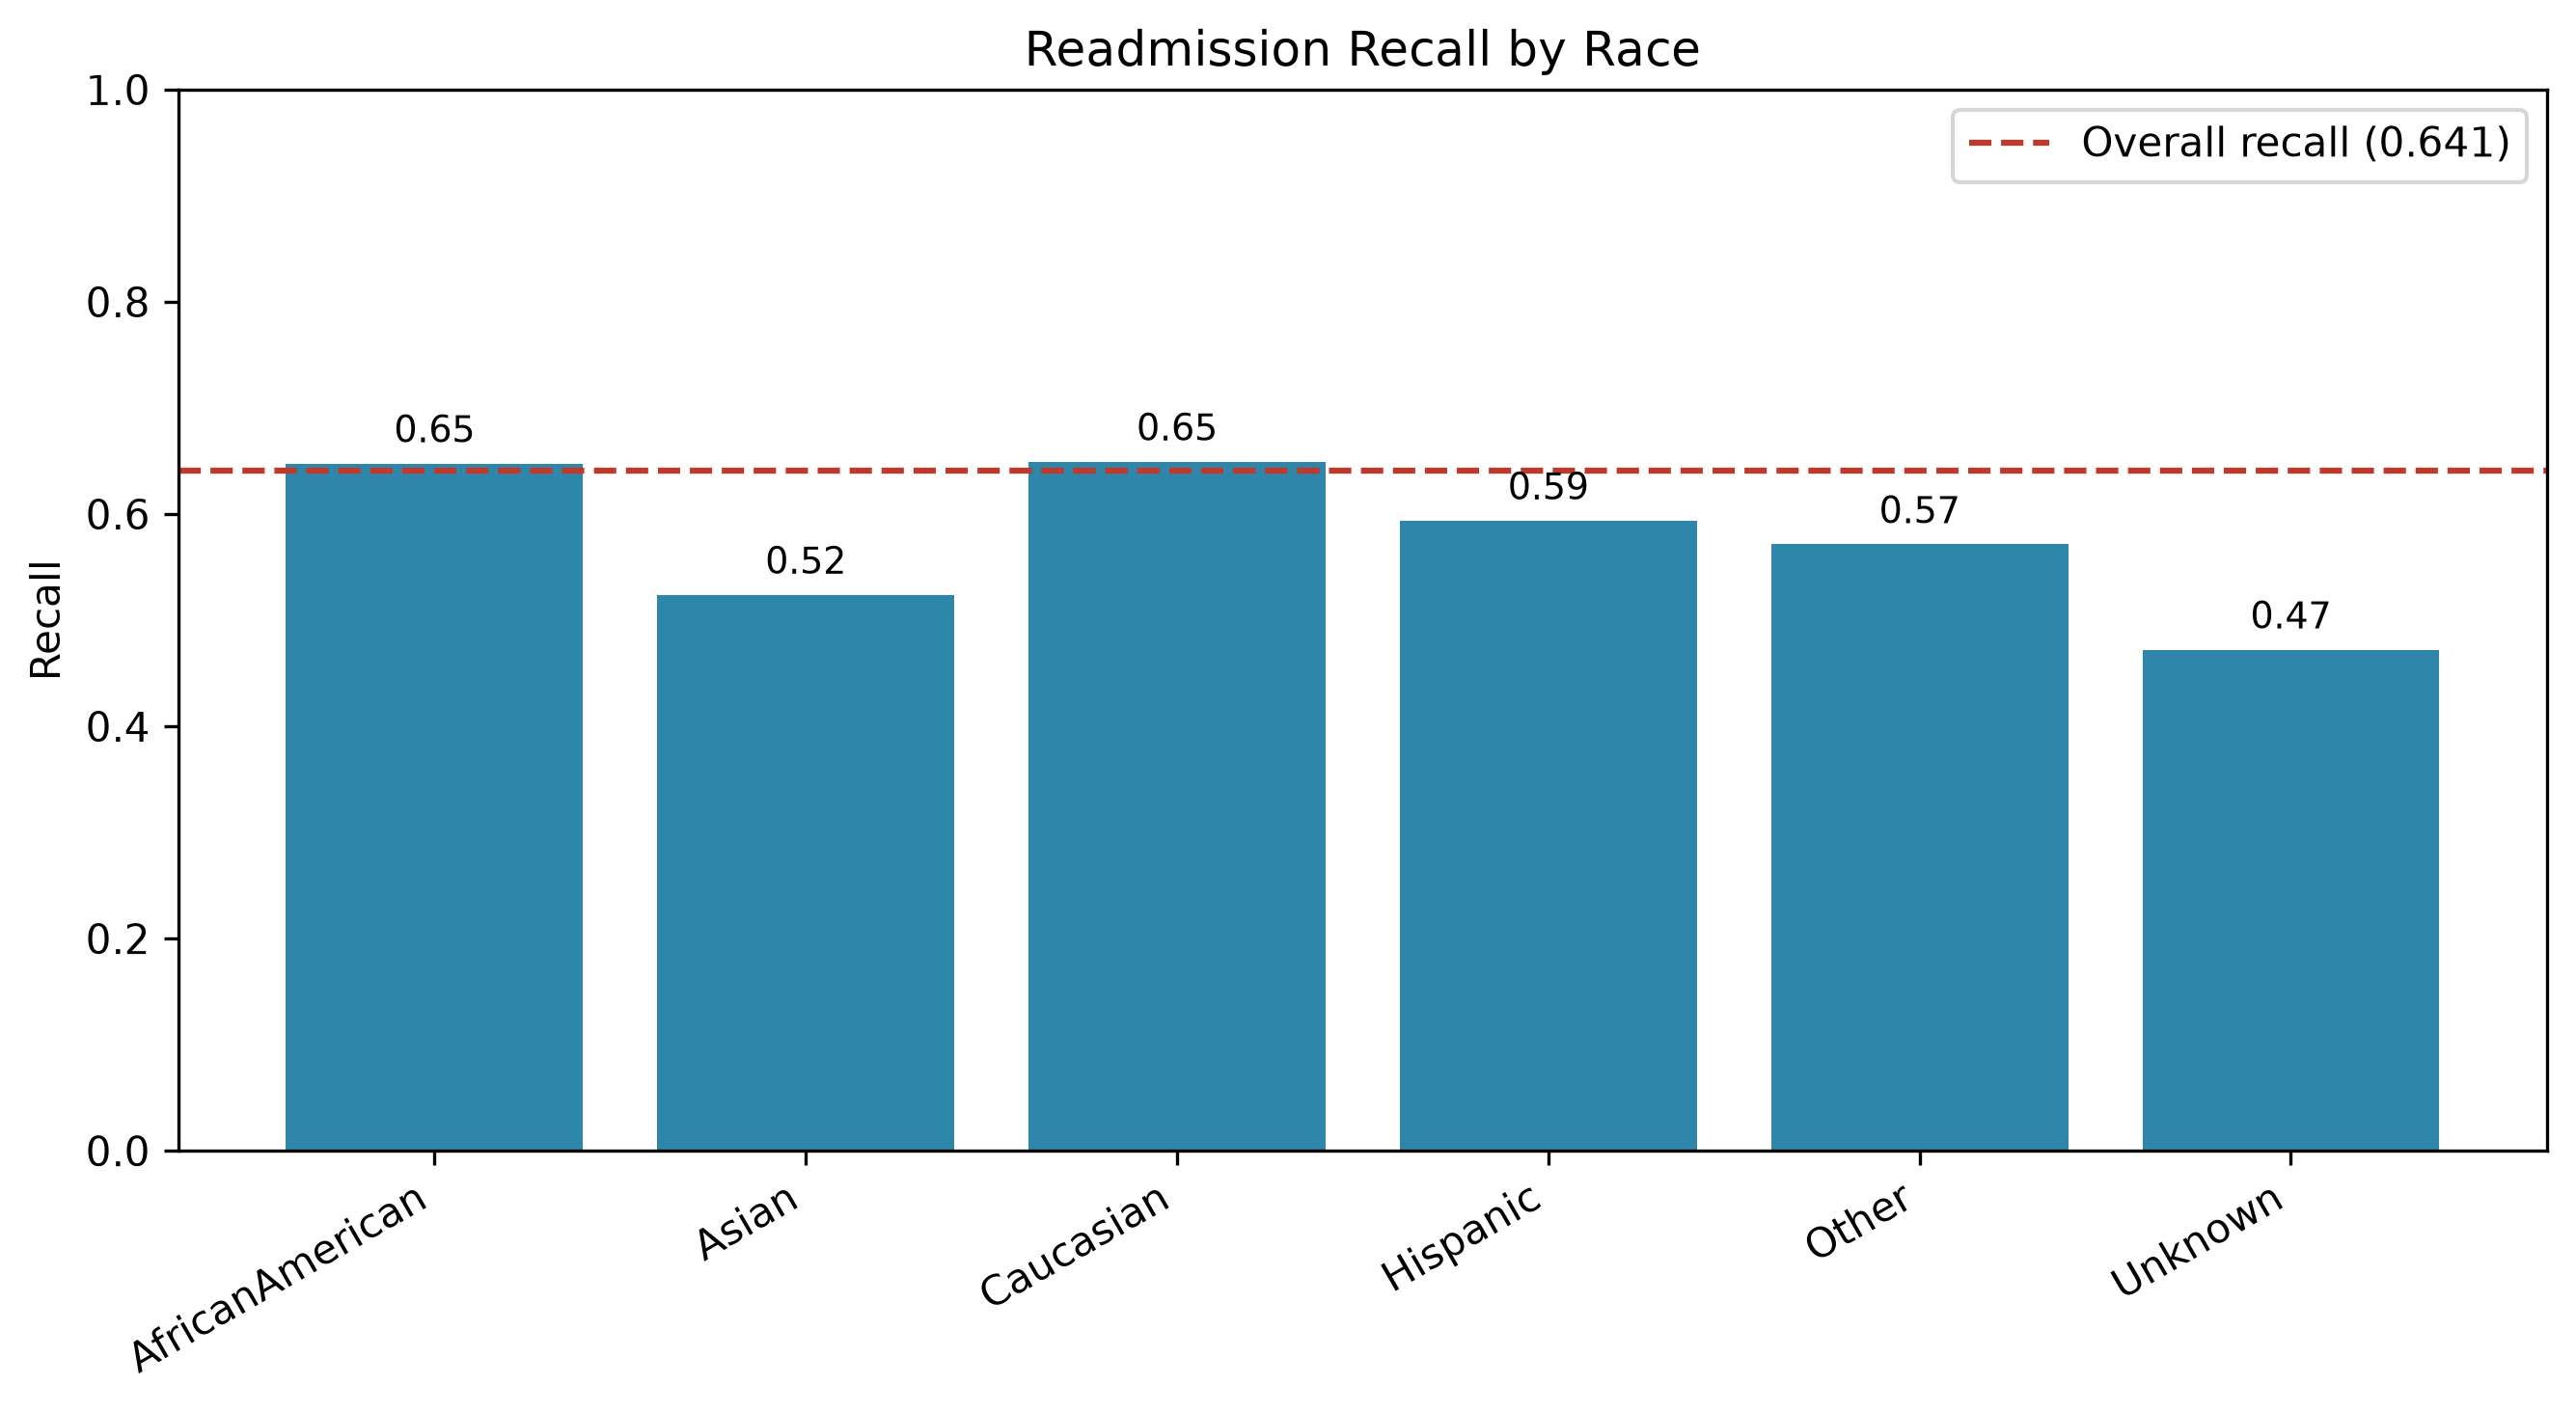 Readmission Recall by Race
1.0
0.8
0.6
0.4
0.2
0.0
Recall
Overall recall (0.641)
0.65
0.52
0.65
0.59
0.57
0.47
AfricanAmerican
Asian
Caucasian
Hispanic
Other
Unknown